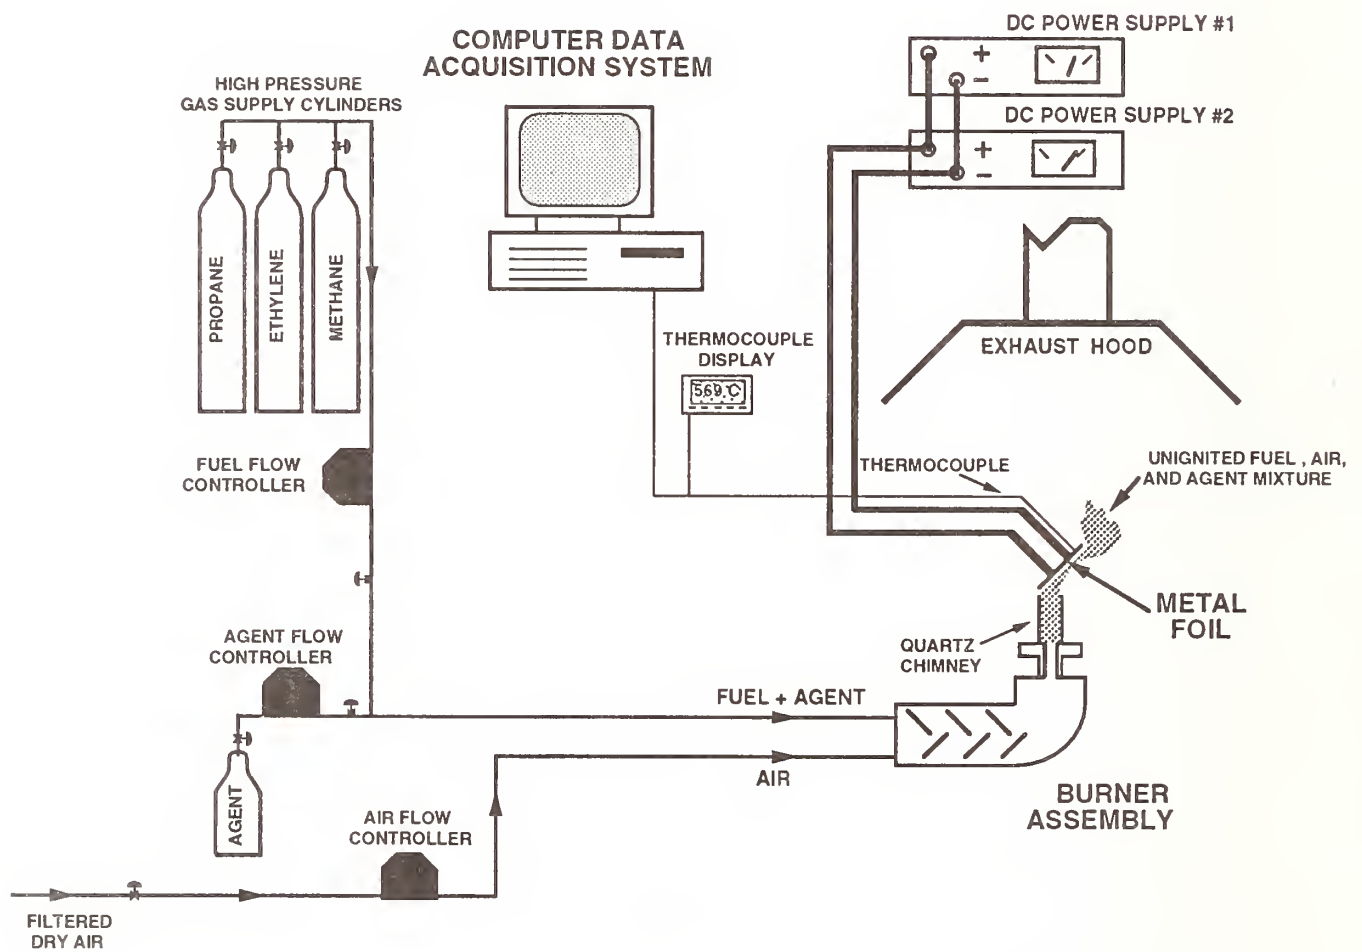 DC POWER SUPPLY #1
COMPUTER DATA
ACQUISITION SYSTEM
+
−
HIGH PRESSURE
GAS SUPPLY CYLINDERS
DC POWER SUPPLY #2
+
−
PROPANE
ETHYLENE
METHANE
THERMOCOUPLE
DISPLAY
569°C
EXHAUST HOOD
FUEL FLOW
CONTROLLER
THERMOCOUPLE
UNIGNITED FUEL , AIR,
AND AGENT MIXTURE
METAL
FOIL
AGENT FLOW
CONTROLLER
QUARTZ
CHIMNEY
FUEL + AGENT
AIR
AGENT
BURNER
ASSEMBLY
AIR FLOW
CONTROLLER
FILTERED
DRY AIR